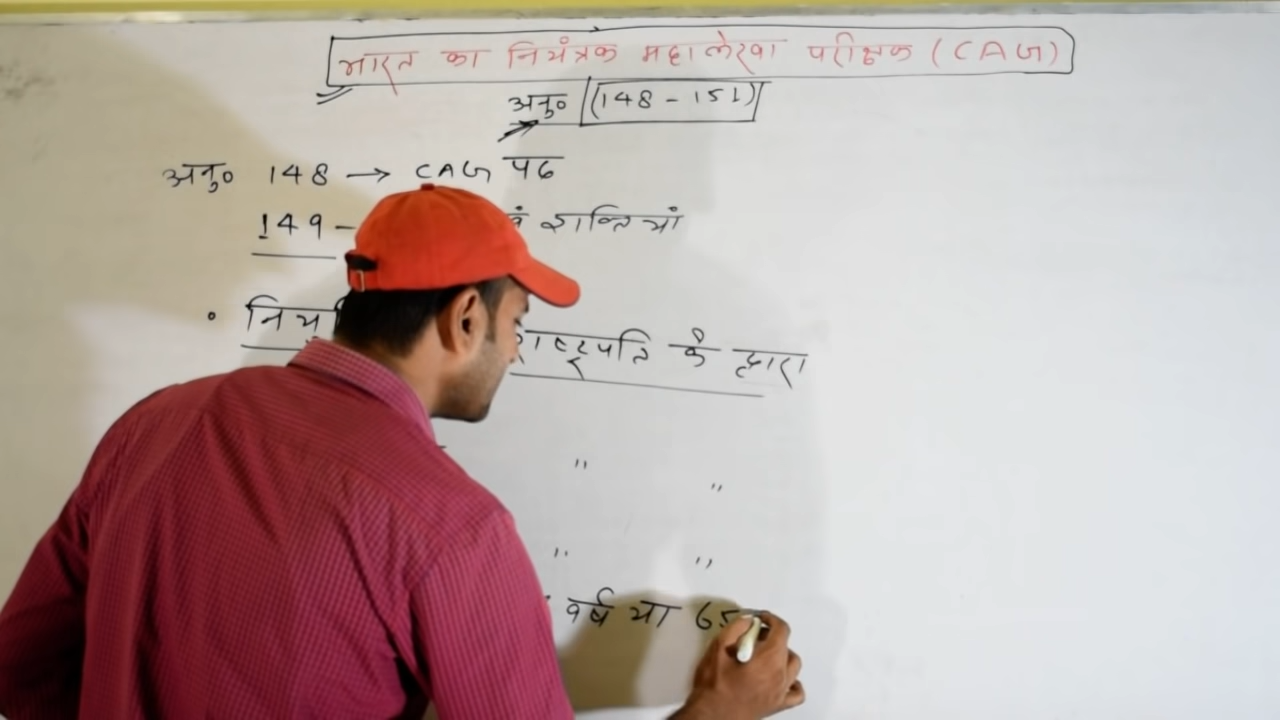 भारत का नियंत्रक महालेखा परीक्षक (CAG)
अनु० (148-151)
अनु० 148 → CAG पद
149 - शक्तियां
राष्ट्रपति के द्वारा
" "
" "
वर्ष या 65